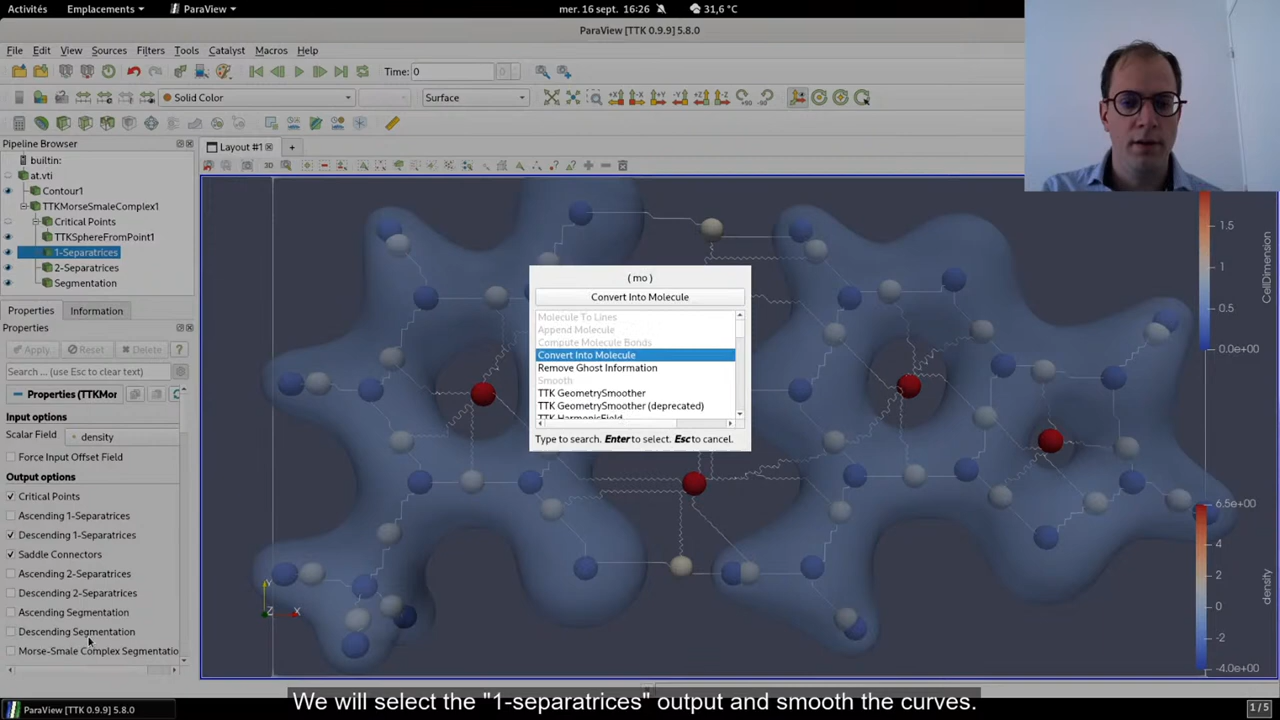 Activités Emplacements ParaView mer. 16 sept. 16:26 31,6 °C
ParaView [TTK 0.9.9] 5.8.0
File Edit View Sources Filters Tools Catalyst Macros Help
Time: 0 0
Solid Color Surface
+X -X +Y -Y +Z -Z +90 -90
Pipeline Browser
Layout #1 +
3D
builtin:
at.vti
Contour1
TTKMorseSmaleComplex1
Critical Points
TTKSphereFromPoint1
1-Separatrices
2-Separatrices
Segmentation
Properties Information
Properties
Apply Reset Delete ?
Search ... (use Esc to clear text)
Properties (TTKMor
Input options
Scalar Field density
Force Input Offset Field
Output options
Critical Points
Ascending 1-Separatrices
Descending 1-Separatrices
Saddle Connectors
Ascending 2-Separatrices
Descending 2-Separatrices
Ascending Segmentation
Descending Segmentation
Morse-Smale Complex Segmentatio
( mo )
Convert Into Molecule
Molecule To Lines
Append Molecule
Compute Molecule Bonds
Convert Into Molecule
Remove Ghost Information
Smooth
TTK GeometrySmoother
TTK GeometrySmoother (deprecated)
TTK HarmonicField
Type to search. Enter to select. Esc to cancel.
1.5
1
0.5
0.0e+00
CellDimension
6.5e+00
4
2
0
-2
-4.0e+00
density
Y
Z X
We will select the "1-separatrices" output and smooth the curves.
ParaView [TTK 0.9.9] 5.8.0 1 / 5